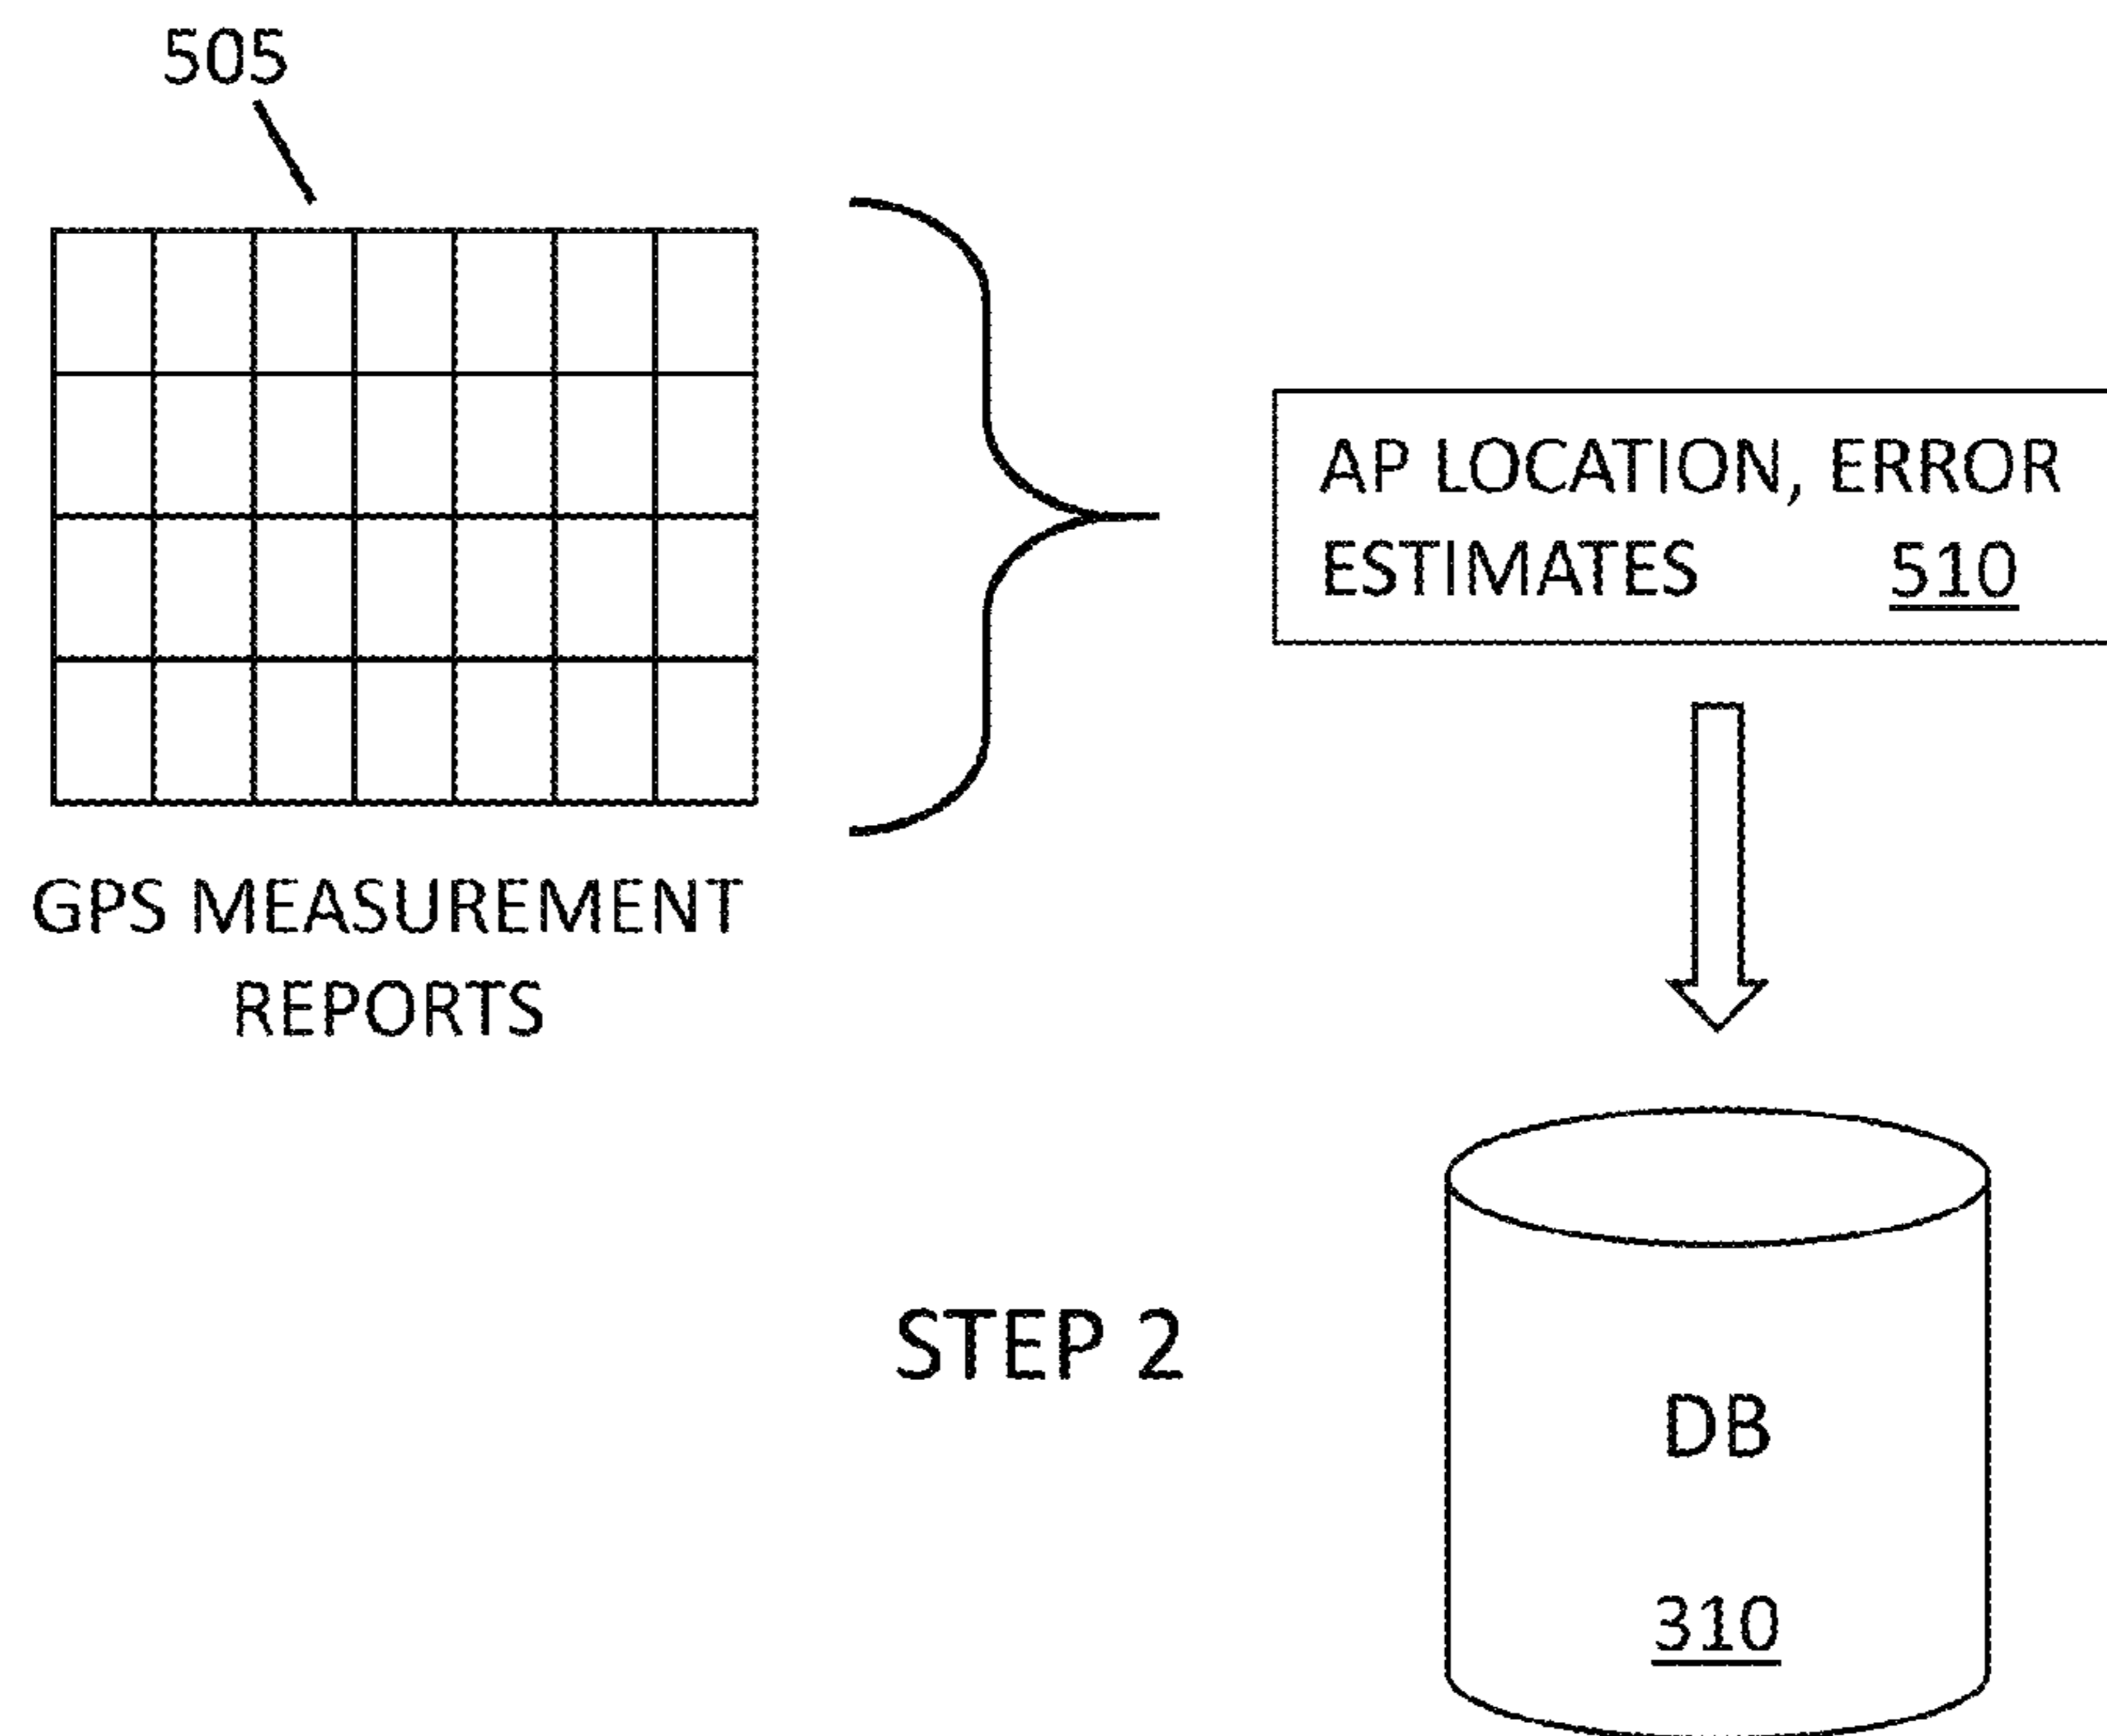 505
GPS MEASUREMENT
REPORTS
AP LOCATION, ERROR
ESTIMATES 510
STEP 2
DB
310